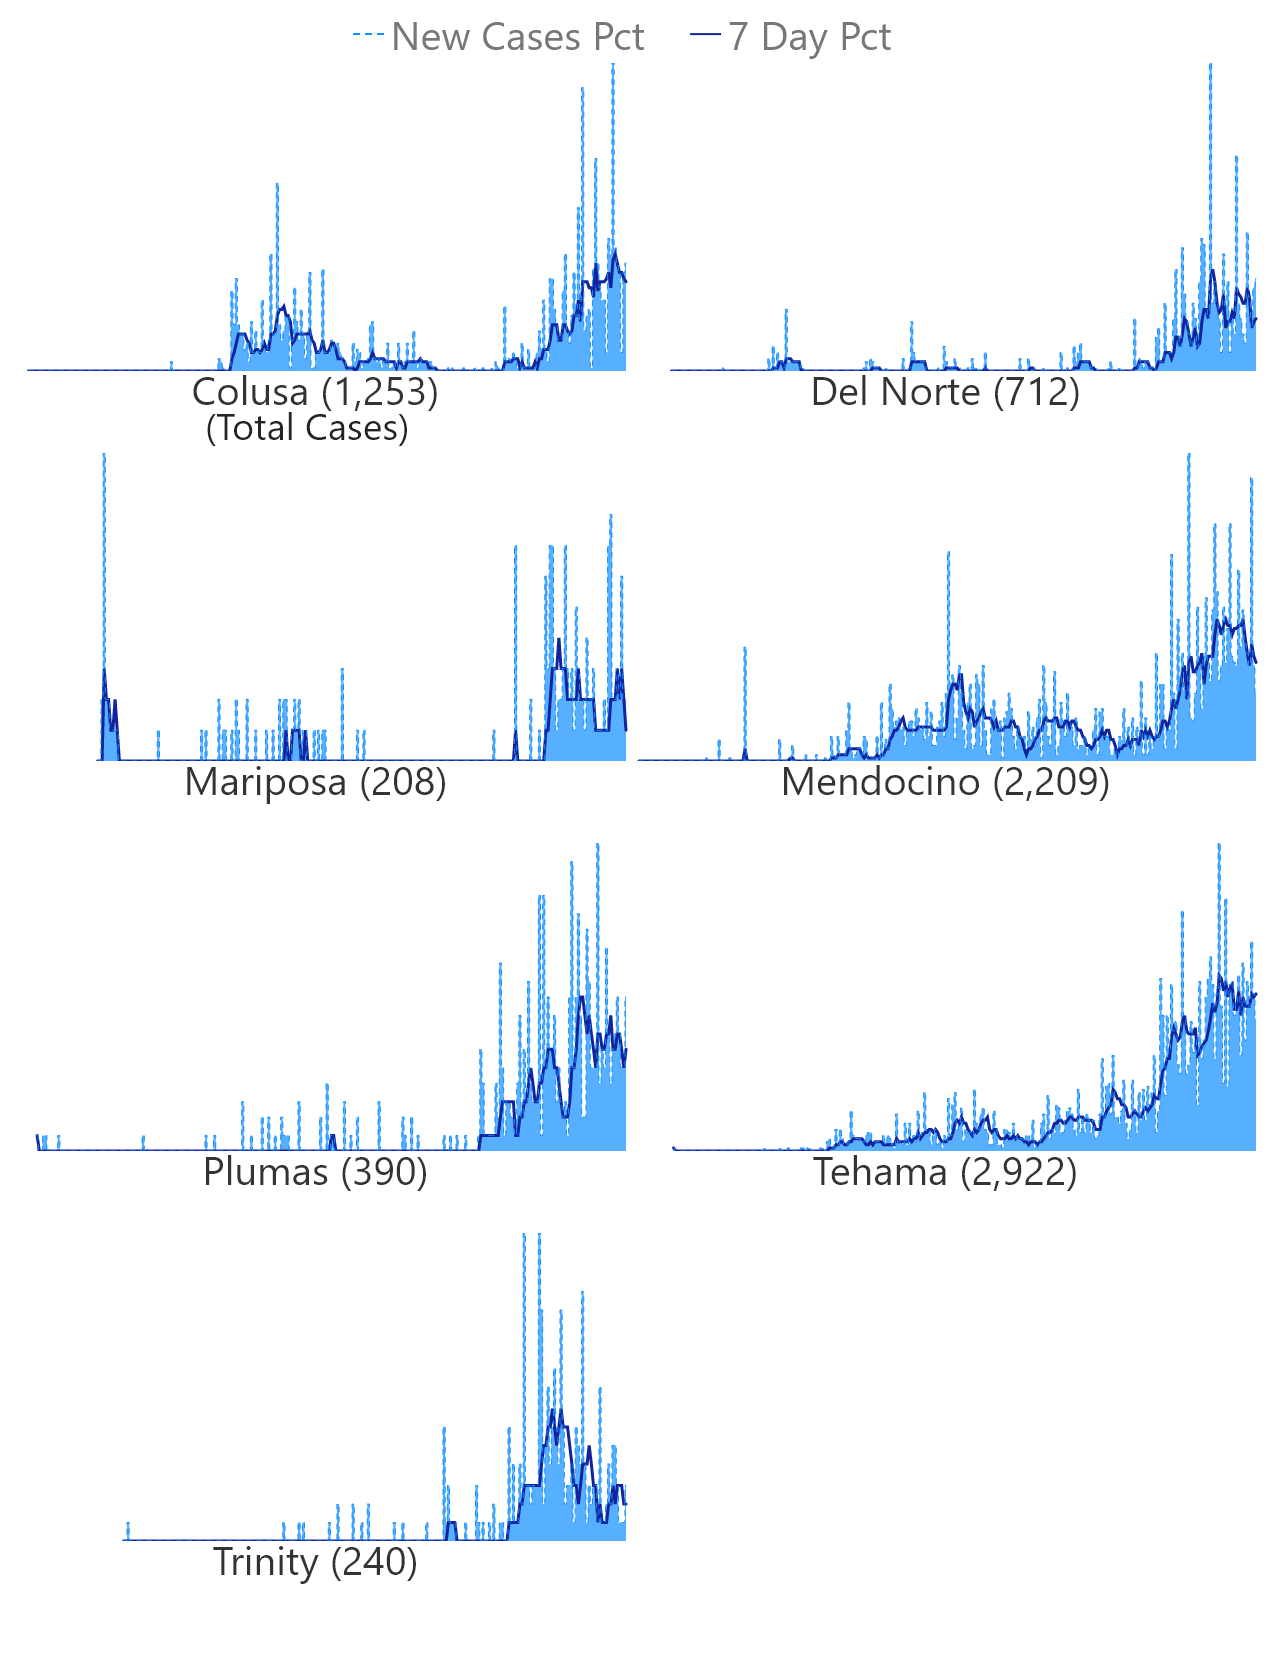 New Cases Pct 7 Day Pct
Colusa (1,253)
(Total Cases)
Del Norte (712)
Mariposa (208)
Mendocino (2,209)
Plumas (390)
Tehama (2,922)
Trinity (240)